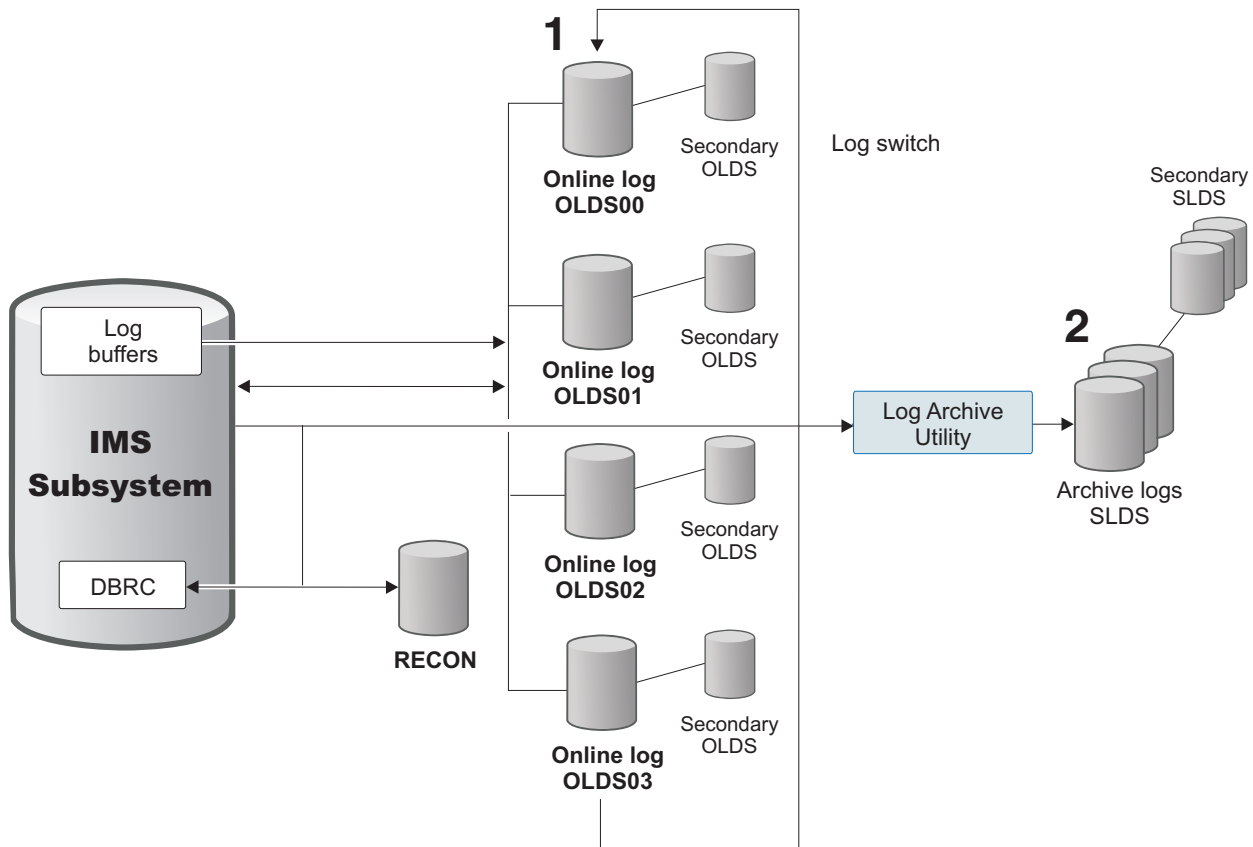 1
Secondary
OLDS
Online log
OLDS00
Log switch
Secondary
SLDS
Log
buffers
Secondary
OLDS
Online log
OLDS01
2
IMS
Subsystem
Log Archive
Utility
Archive logs
SLDS
Secondary
OLDS
Online log
OLDS02
DBRC
RECON
Secondary
OLDS
Online log
OLDS03